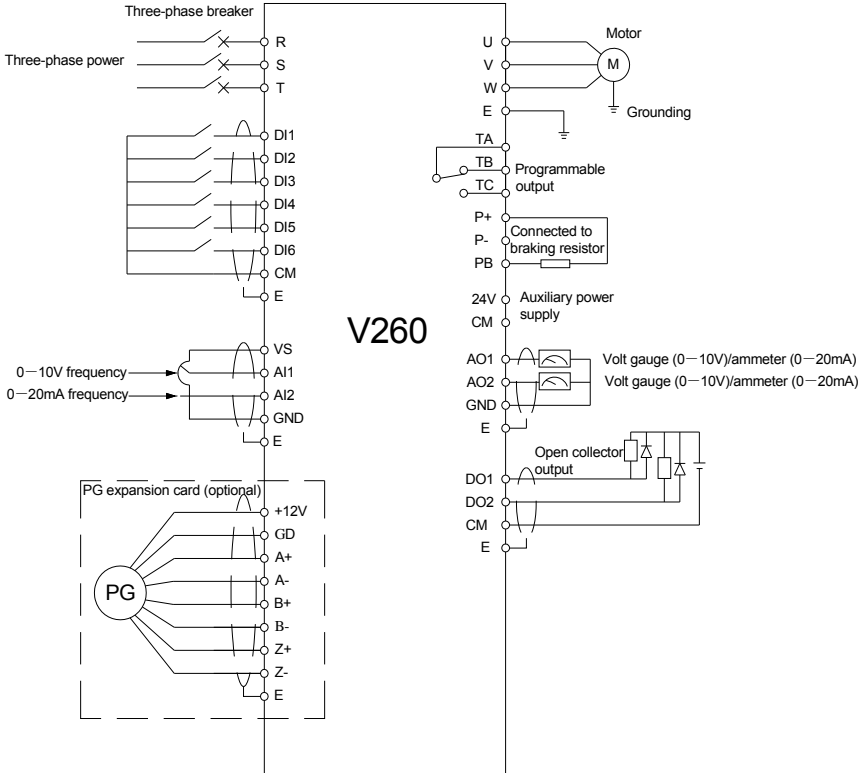 Three-phase breaker
Three-phase power
R
S
T
DI1
DI2
DI3
DI4
DI5
DI6
CM
E
VS
0—10V frequency
AI1
0—20mA frequency
AI2
GND
E
PG expansion card (optional)
+12V
GD
A+
A-
PG
B+
B-
Z+
Z-
E
V260
U
V
W
E
Motor
M
Grounding
TA
TB
TC
Programmable
output
P+
P-
PB
Connected to
braking resistor
24V
CM
Auxiliary power
supply
AO1
Volt gauge (0—10V)/ammeter (0—20mA)
AO2
Volt gauge (0—10V)/ammeter (0—20mA)
GND
E
Open collector
output
DO1
DO2
CM
E